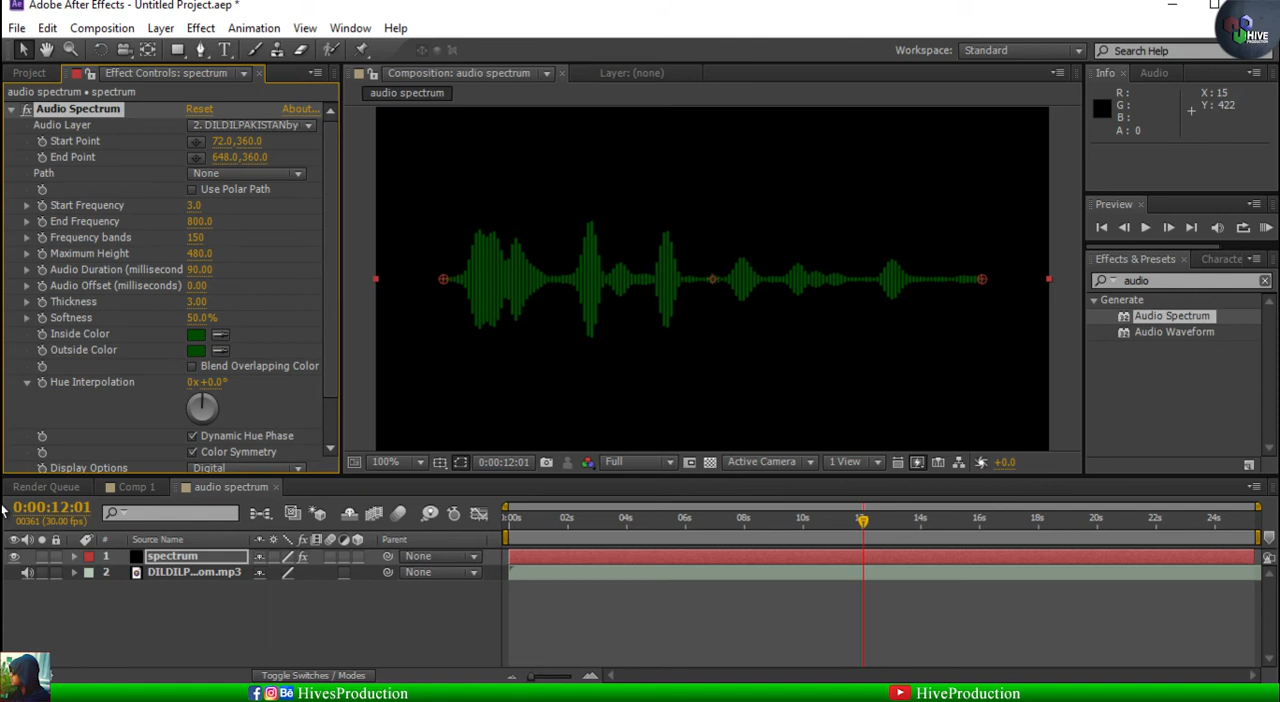 Adobe After Effects - Untitled Project.aep *
File Edit Composition Layer Effect Animation View Window Help
Workspace: Standard Search Help
HIVE
PRODUCTION
Project Effect Controls: spectrum Composition: audio spectrum Layer: (none) Info Audio
audio spectrum • spectrum
audio spectrum
fx Audio Spectrum Reset About...
Audio Layer 2. DILDILPAKISTANby
Start Point 72.0,360.0
End Point 648.0,360.0
Path None
Use Polar Path
Start Frequency 3.0
End Frequency 800.0
Frequency bands 150
Maximum Height 480.0
Audio Duration (millisecond 90.00
Audio Offset (milliseconds) 0.00
Thickness 3.00
Softness 50.0%
Inside Color
Outside Color
Blend Overlapping Color
Hue Interpolation 0x+0.0°
Dynamic Hue Phase
Color Symmetry
Display Options Digital
R: X: 15
G: Y: 422
B:
A: 0
Preview
Effects & Presets Characte
audio
Generate
Audio Spectrum
Audio Waveform
100% 0:00:12:01 Full Active Camera 1 View +0.0
Render Queue Comp 1 audio spectrum
0:00:12:01
00361 (30.00 fps)
:00s 02s 04s 06s 08s 10s 12s 14s 16s 18s 20s 22s 24s
# Source Name fx Parent
1 spectrum fx None
2 DILDILP...om.mp3 None
Toggle Switches / Modes
f Bē HivesProduction HiveProduction